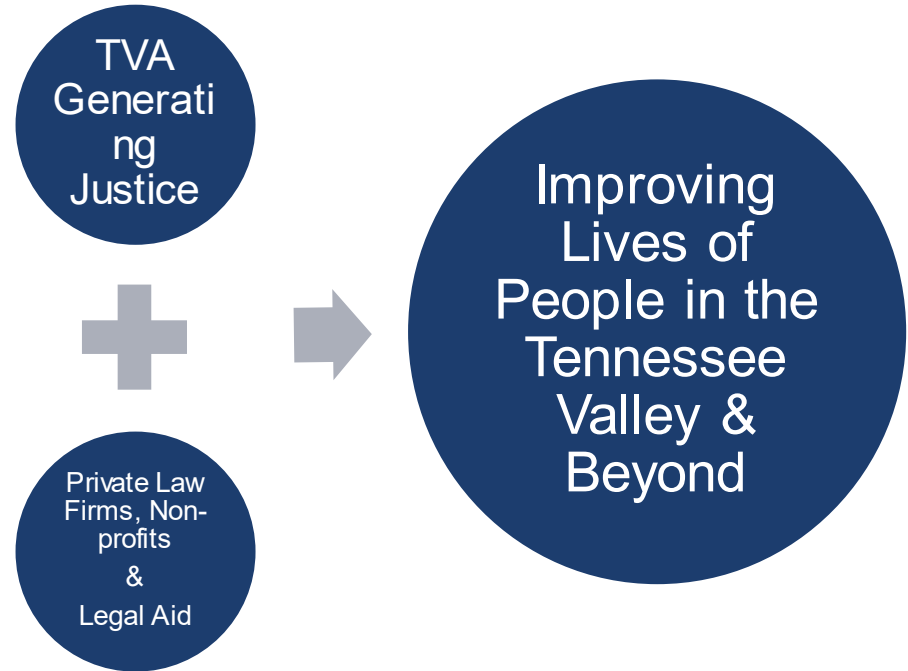 TVA
Generati
ng
Justice
Private Law
Firms, Non-
profits
&
Legal Aid
Improving
Lives of
People in the
Tennessee
Valley &
Beyond